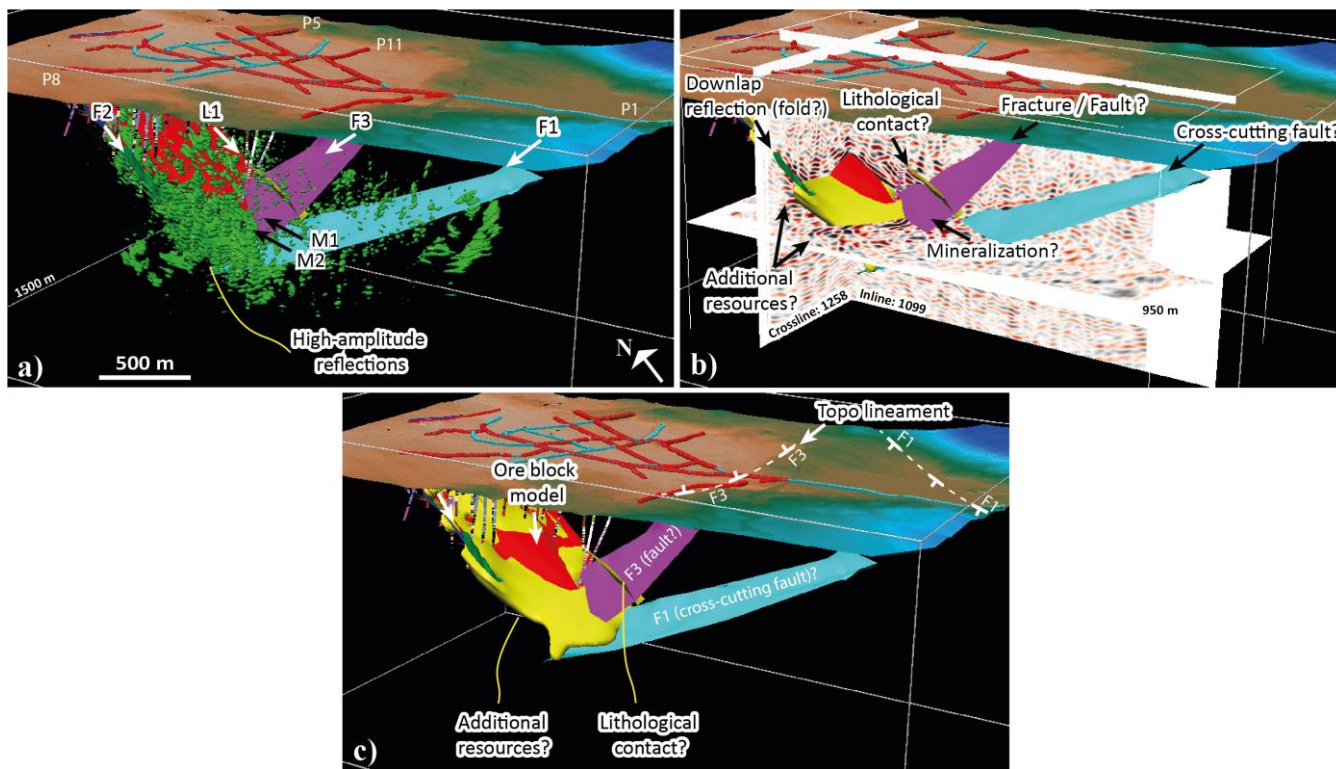 P5
P11
P8
P1
F2
L1
F3
F1
M1
M2
1500 m
High-amplitude
reflections
N
a)
500 m
Downlap
reflection (fold?)
Lithological
contact?
Fracture / Fault ?
Cross-cutting fault?
Mineralization?
Additional
resources?
Crossline: 1258
Inline: 1099
950 m
b)
Topo lineament
F1
F3
Ore block
model
F3
F1
F3 (fault?)
F1 (cross-cutting fault)?
Additional
resources?
Lithological
contact?
c)